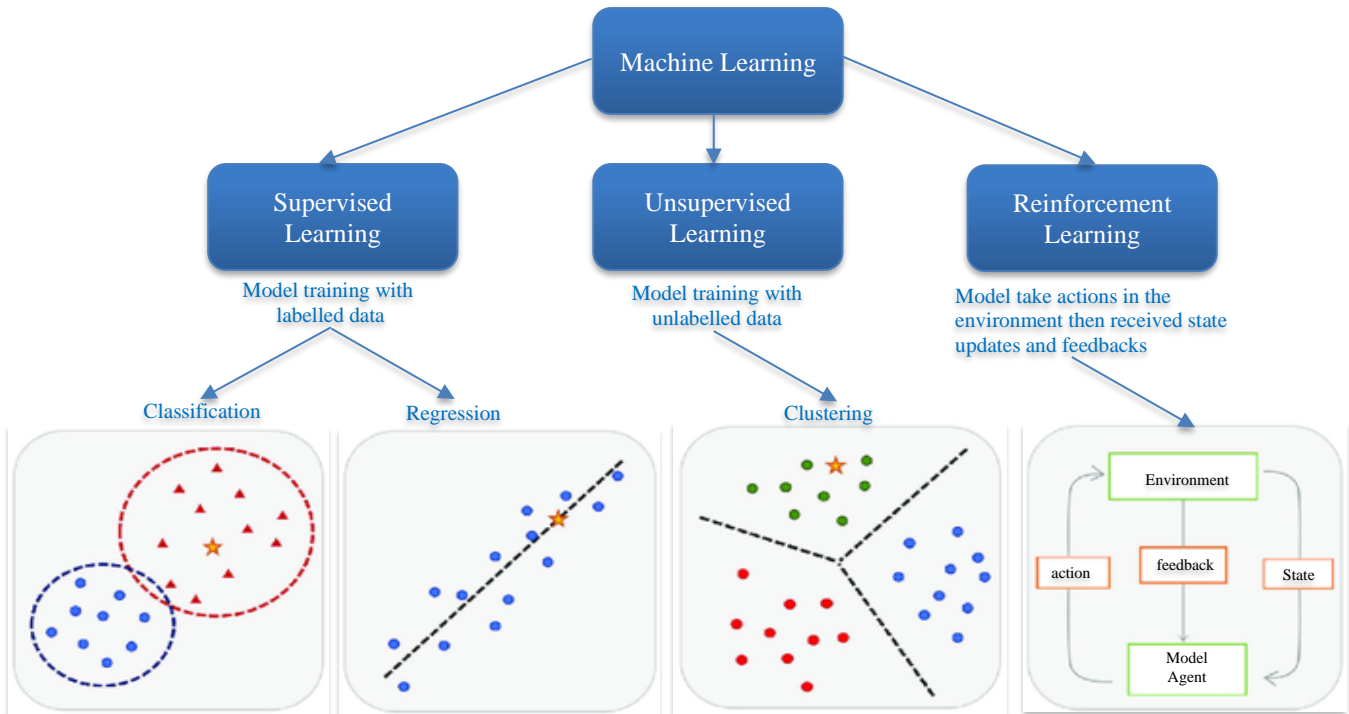 Machine Learning
Supervised
Learning
Unsupervised
Learning
Reinforcement
Learning
Model training with
labelled data
Model training with
unlabelled data
Model take actions in the
environment then received state
updates and feedbacks
Classification
Regression
Clustering
Environment
action
feedback
State
Model
Agent